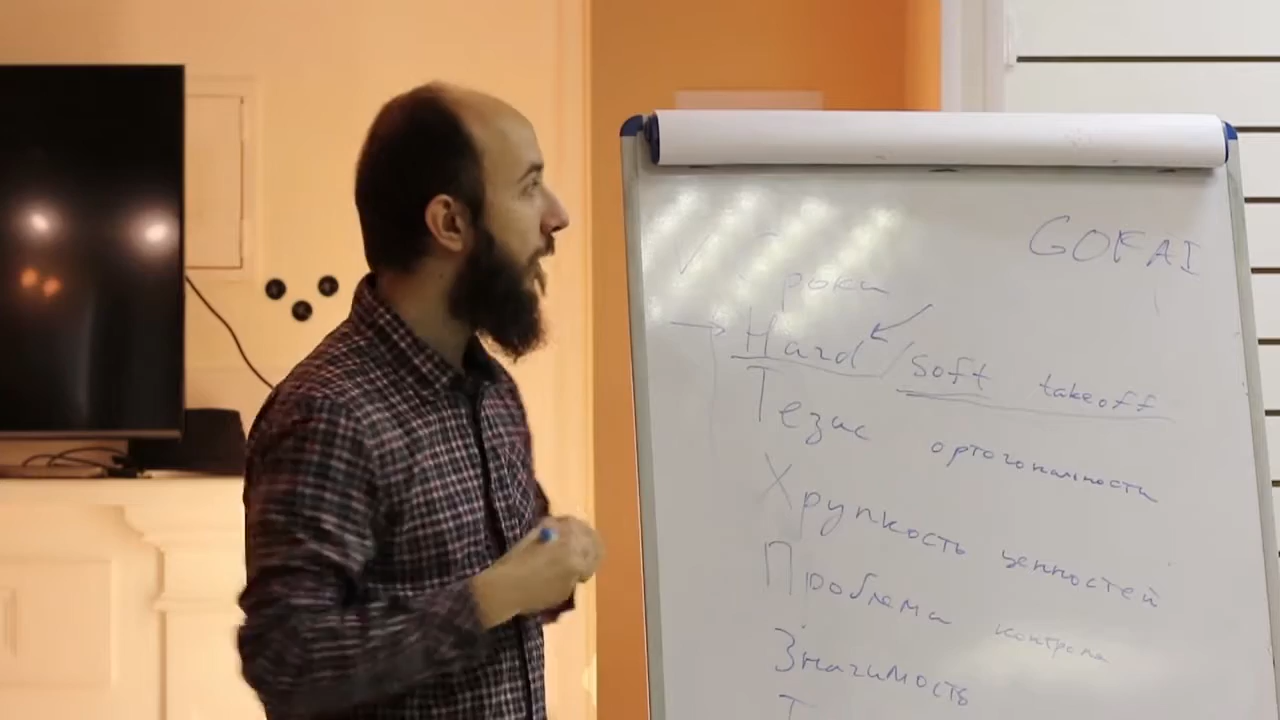 GOFAI
Hard / soft takeoff
Тезис ортогональности
Хрупкость ценностей
Проблема контроля
Значимость